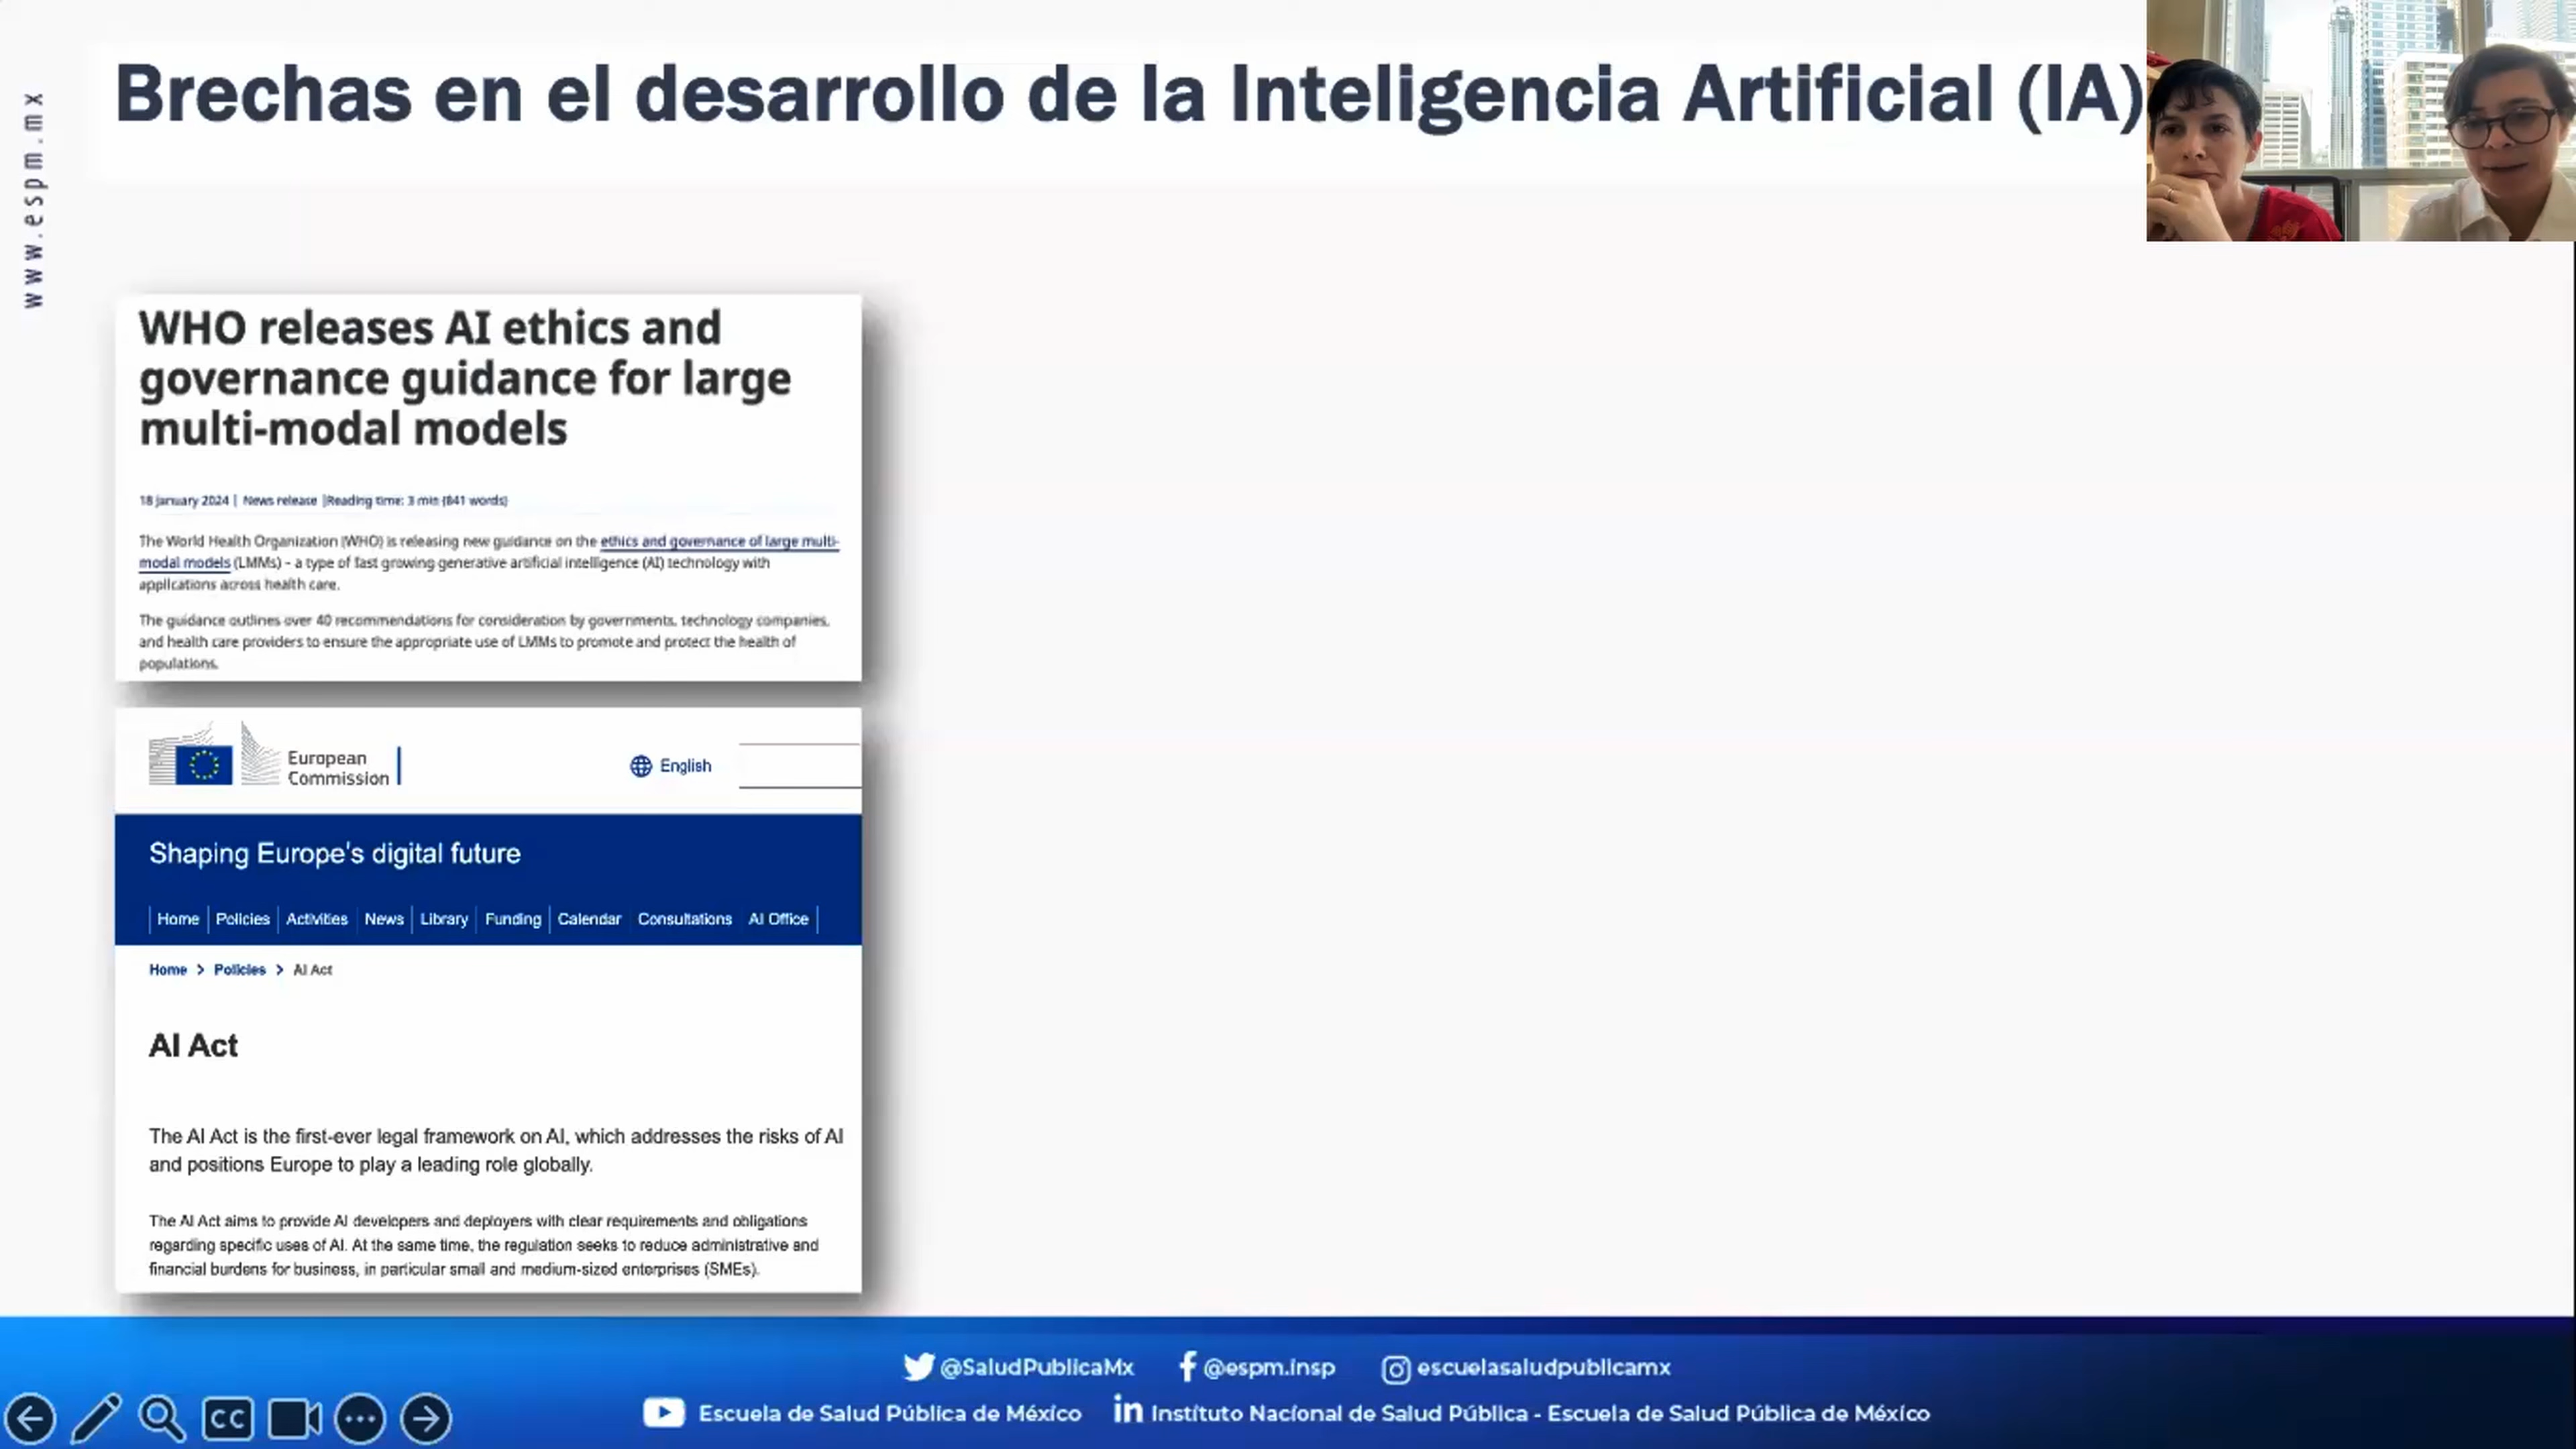 www.espm.mx
Brechas en el desarrollo de la Inteligencia Artificial (IA)
WHO releases AI ethics and
governance guidance for large
multi-modal models
18 January 2024 | News release |Reading time: 3 min (841 words)
The World Health Organization (WHO) is releasing new guidance on the ethics and governance of large multi-
modal models (LMMs) – a type of fast growing generative artificial intelligence (AI) technology with
applications across health care.
The guidance outlines over 40 recommendations for consideration by governments, technology companies,
and health care providers to ensure the appropriate use of LMMs to promote and protect the health of
populations.
European
Commission
English
Shaping Europe's digital future
Home | Policies | Activities | News | Library | Funding | Calendar Consultations AI Office |
Home > Policies > AI Act
AI Act
The AI Act is the first-ever legal framework on AI, which addresses the risks of AI
and positions Europe to play a leading role globally.
The AI Act aims to provide AI developers and deployers with clear requirements and obligations
regarding specific uses of AI. At the same time, the regulation seeks to reduce administrative and
financial burdens for business, in particular small and medium-sized enterprises (SMEs).
@SaludPublicaMx @espm.insp escuelasaludpublicamx
Escuela de Salud Pública de México in Instituto Nacional de Salud Pública - Escuela de Salud Pública de México
CC